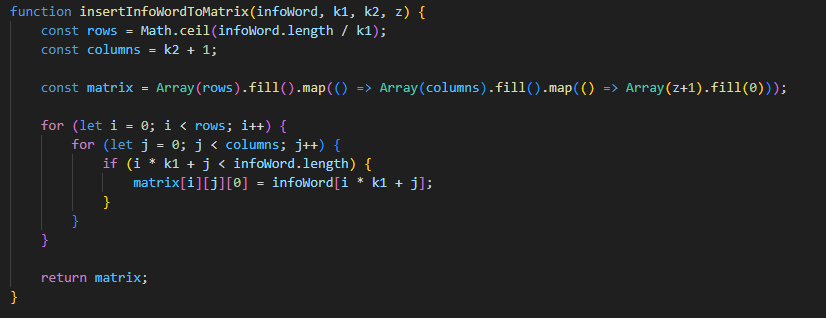 function insertInfoWordToMatrix(infoWord, k1, k2, z) {
    const rows = Math.ceil(infoWord.length / k1);
    const columns = k2 + 1;

    const matrix = Array(rows).fill().map(() => Array(columns).fill().map(() => Array(z+1).fill(0)));

    for (let i = 0; i < rows; i++) {
        for (let j = 0; j < columns; j++) {
            if (i * k1 + j < infoWord.length) {
                matrix[i][j][0] = infoWord[i * k1 + j];
            }
        }
    }

    return matrix;
}